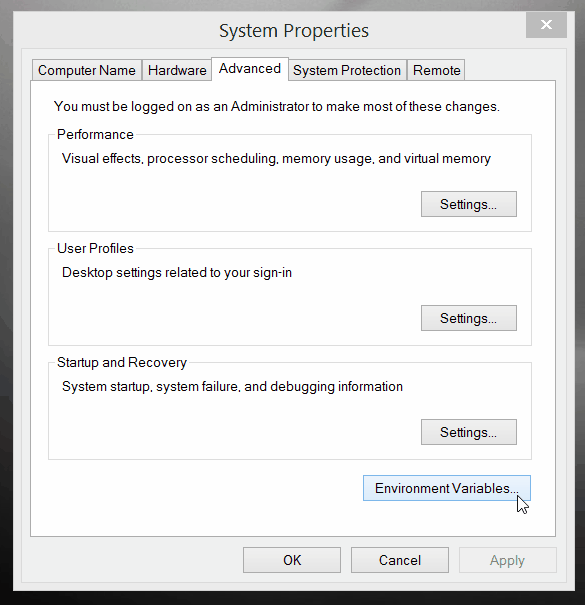 System Properties
Computer Name Hardware Advanced System Protection Remote
You must be logged on as an Administrator to make most of these changes.
Performance
Visual effects, processor scheduling, memory usage, and virtual memory
Settings...
User Profiles
Desktop settings related to your sign-in
Settings...
Startup and Recovery
System startup, system failure, and debugging information
Settings...
Environment Variables...
OK Cancel Apply